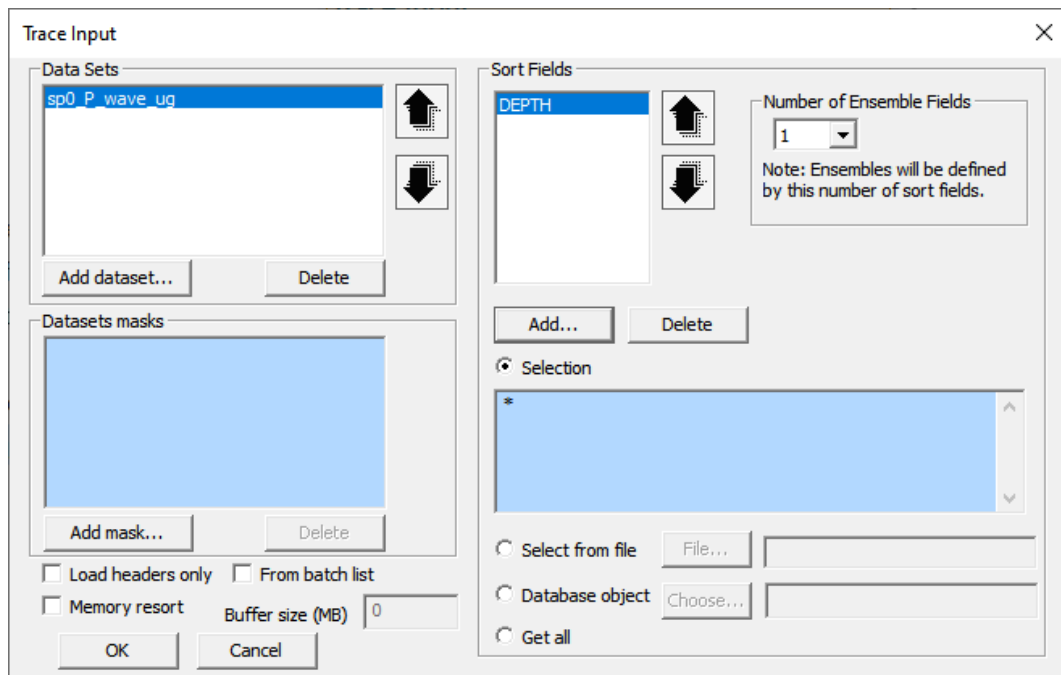 Trace Input
Data Sets
sp0_P_wave_ug
Add dataset...
Delete
Datasets masks
Add mask...
Delete
Load headers only
From batch list
Memory resort
Buffer size (MB)
0
OK
Cancel
Sort Fields
DEPTH
Number of Ensemble Fields
1
Note: Ensembles will be defined
by this number of sort fields.
Add...
Delete
Selection
*
Select from file
File...
Database object
Choose...
Get all